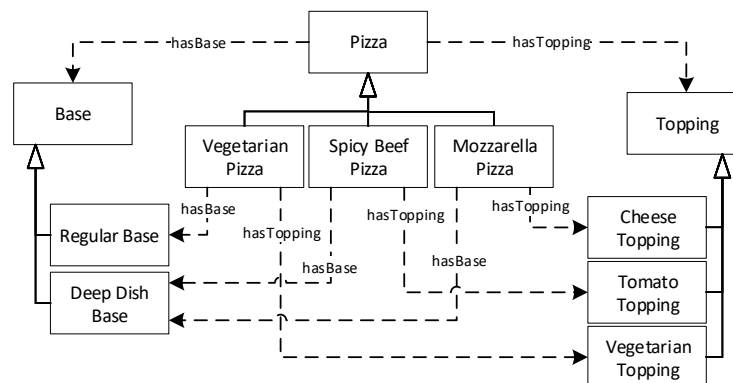 Pizza
hasBase
hasTopping
Base
Topping
Vegetarian
Pizza
Spicy Beef
Pizza
Mozzarella
Pizza
hasBase
hasTopping
hasTopping
hasTopping
Regular Base
Cheese
Topping
hasBase
hasBase
Deep Dish
Base
Tomato
Topping
Vegetarian
Topping